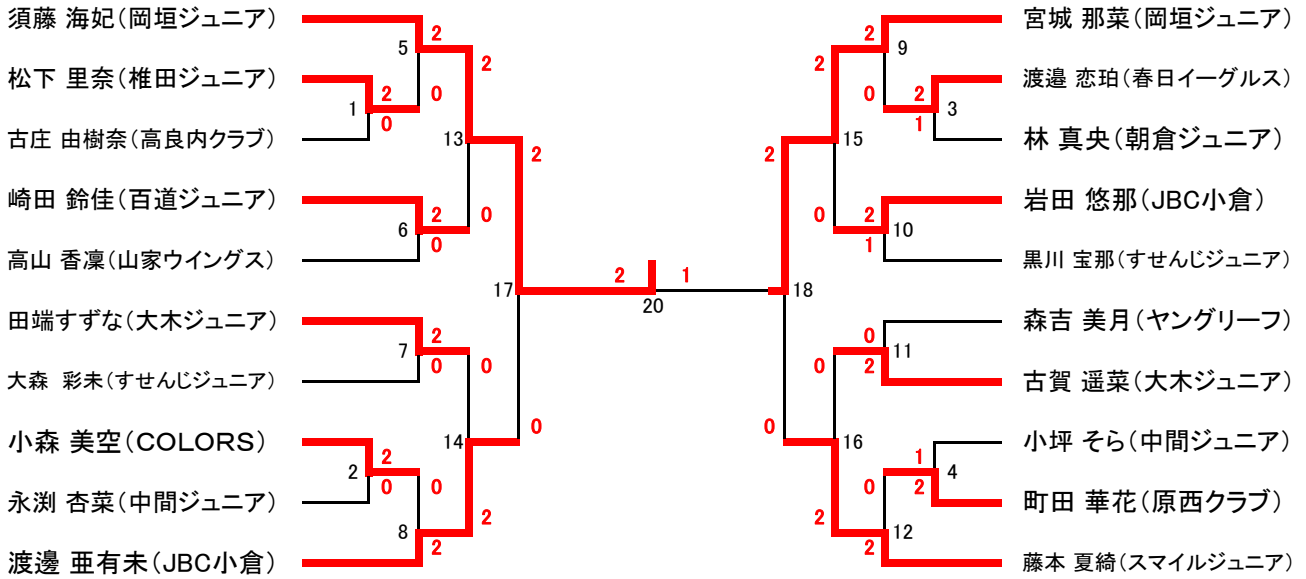 須藤 海妃(岡垣ジュニア)
松下 里奈(椎田ジュニア)
古庄 由樹奈(高良内クラブ)
崎田 鈴佳(百道ジュニア)
高山 香凜(山家ウイングス)
田端すずな(大木ジュニア)
大森 彩未(すせんじジュニア)
小森 美空(COLORS)
永渕 杏菜(中間ジュニア)
渡邊 亜有未(JBC小倉)
5
2
2
1
2
0
0
13
2
6
2
0
0
17
7
2
0
0
14
0
2
2
0
0
8
2
2
2
1
20
宮城 那菜(岡垣ジュニア)
渡邉 恋珀(春日イーグルス)
林 真央(朝倉ジュニア)
岩田 悠那(JBC小倉)
黒川 宝那(すせんじジュニア)
森吉 美月(ヤングリーフ)
古賀 遥菜(大木ジュニア)
小坪 そら(中間ジュニア)
町田 華花(原西クラブ)
藤本 夏綺(スマイルジュニア)
2
9
2
0
2
3
1
15
2
0
2
10
1
18
0
11
0
2
16
0
1
4
0
2
2
12
2